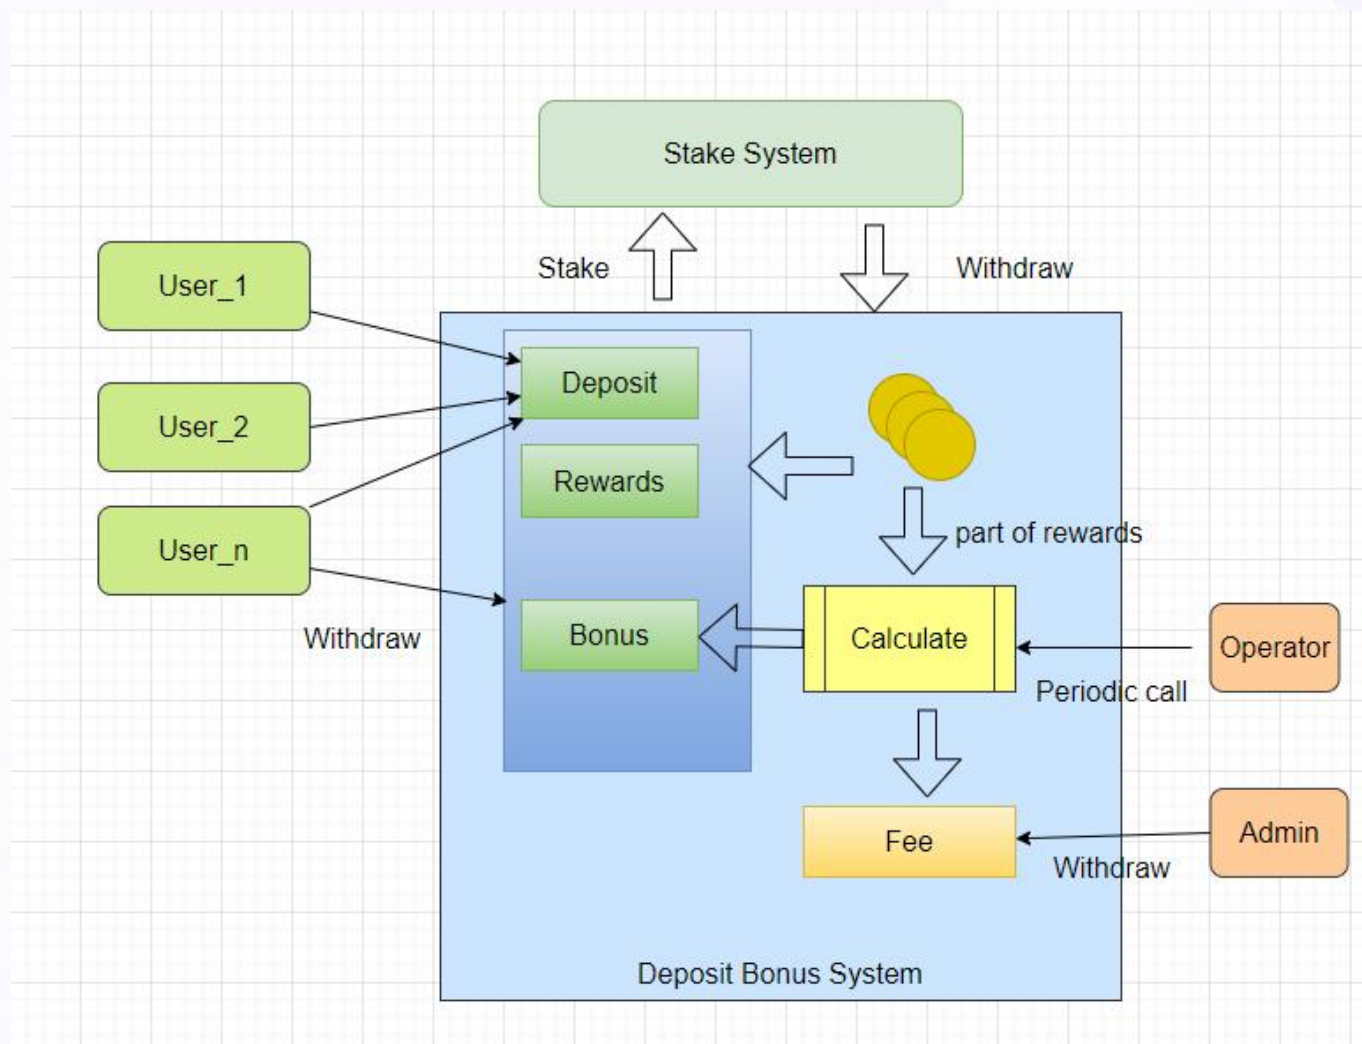 Stake System
Stake
Withdraw
User_1
Deposit
User_2
Rewards
part of rewards
User_n
Withdraw
Bonus
Calculate
Operator
Periodic call
Fee
Admin
Withdraw
Deposit Bonus System